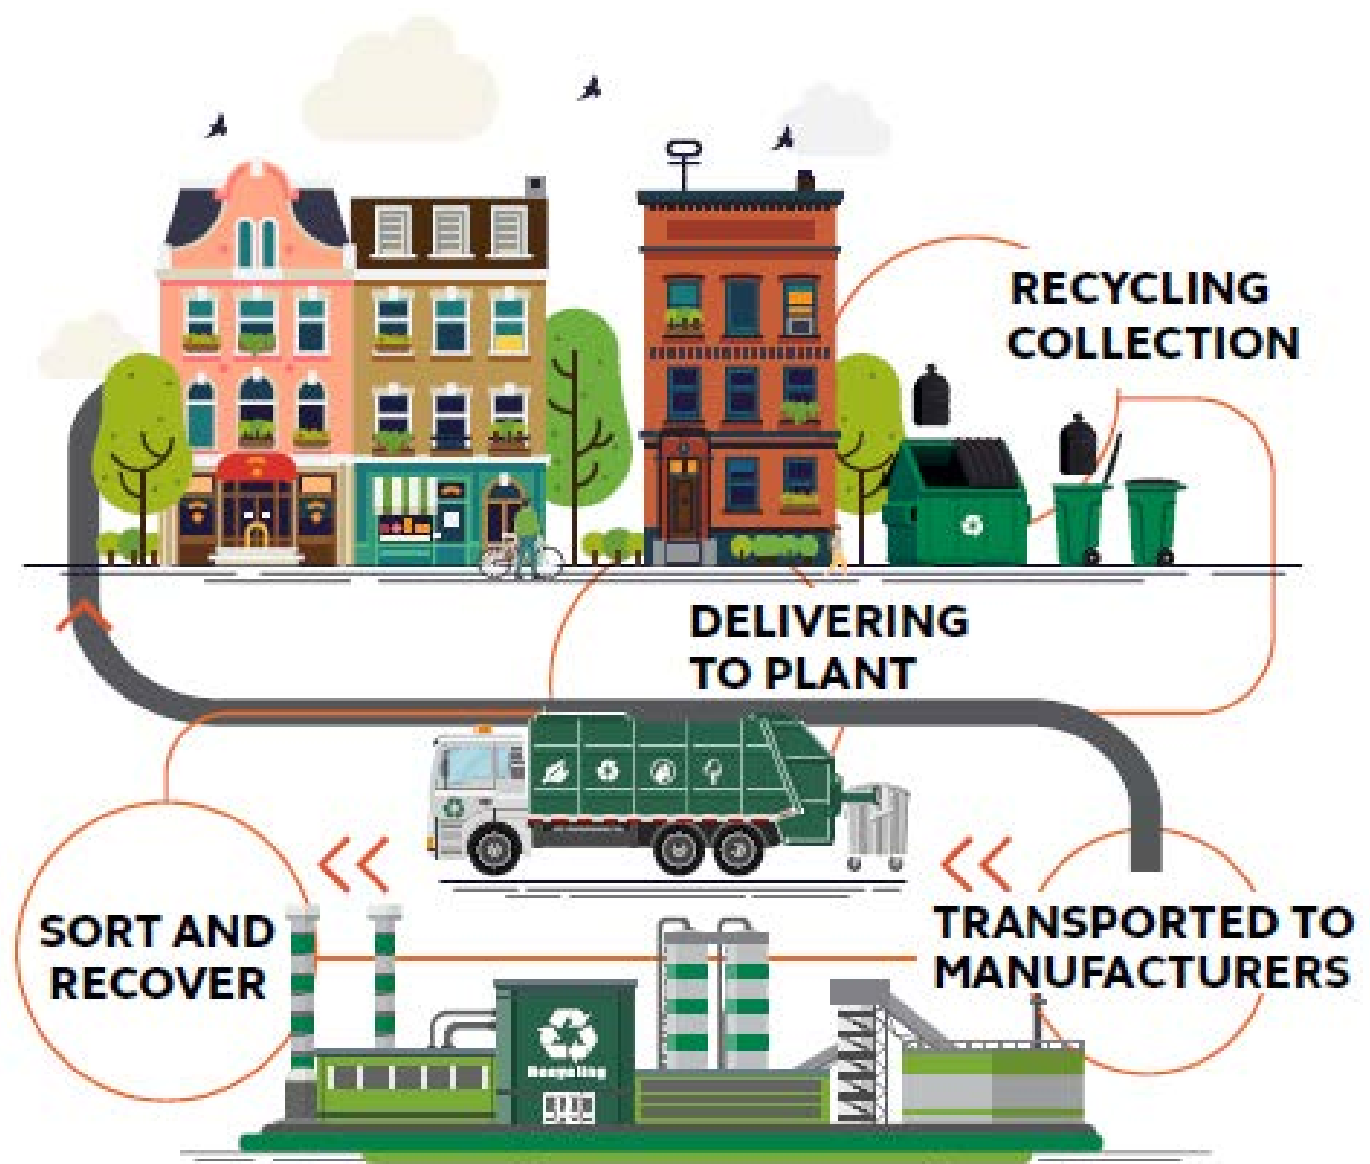 RECYCLING
COLLECTION
DELIVERING
TO PLANT
SORT AND
RECOVER
TRANSPORTED TO
MANUFACTURERS
Recycling